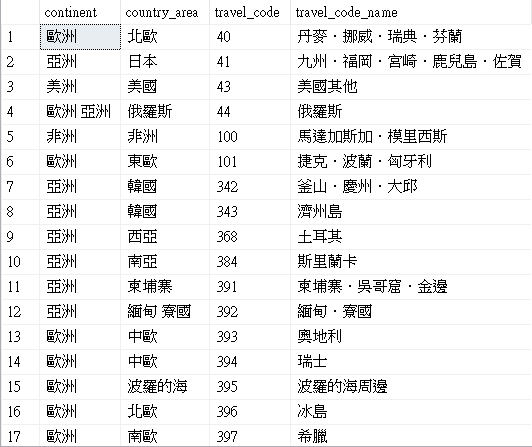 continent country_area travel_code travel_code_name
1 歐洲 北歐 40 丹麥．挪威．瑞典．芬蘭
2 亞洲 日本 41 九州．福岡．宮崎．鹿兒島．佐賀
3 美洲 美國 43 美國其他
4 歐洲 亞洲 俄羅斯 44 俄羅斯
5 非洲 非洲 100 馬達加斯加．模里西斯
6 歐洲 東歐 101 捷克．波蘭．匈牙利
7 亞洲 韓國 342 釜山．慶州．大邱
8 亞洲 韓國 343 濟州島
9 亞洲 西亞 368 土耳其
10 亞洲 南亞 384 斯里蘭卡
11 亞洲 柬埔寨 391 柬埔寨．吳哥窟．金邊
12 亞洲 緬甸 寮國 392 緬甸．寮國
13 歐洲 中歐 393 奧地利
14 歐洲 中歐 394 瑞士
15 歐洲 波羅的海 395 波羅的海周邊
16 歐洲 北歐 396 冰島
17 歐洲 南歐 397 希臘